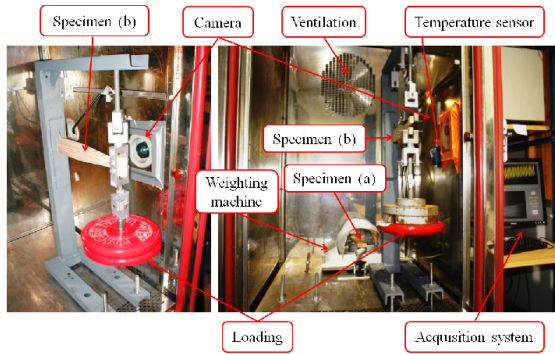 Specimen (b)
Camera
Ventilation
Temperature sensor
Specimen (b)
Specimen (a)
Weighting
machine
Loading
Acquisition system